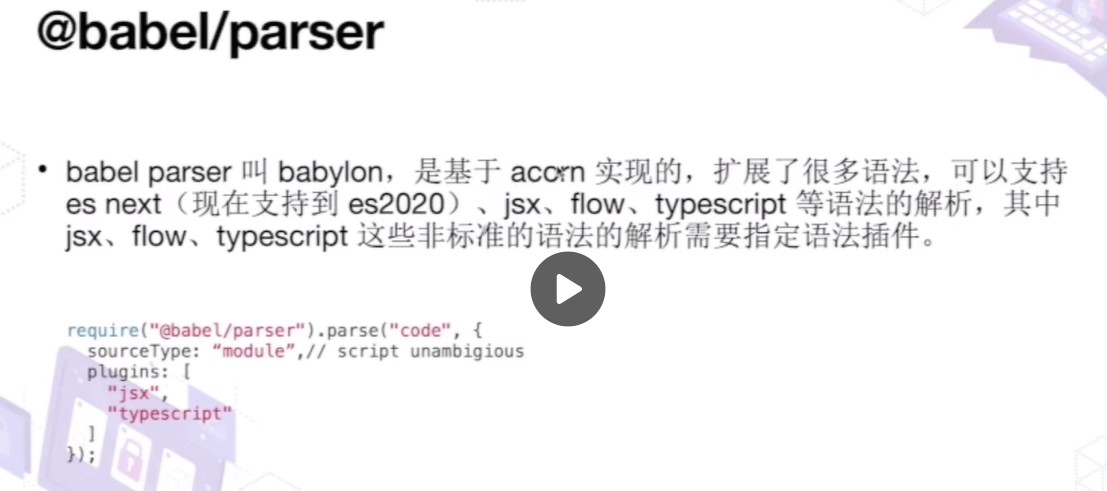 @babel/parser
• babel parser 叫 babylon，是基于 acorn 实现的，扩展了很多语法，可以支持
es next（现在支持到 es2020）、jsx、flow、typescript 等语法的解析，其中
jsx、flow、typescript 这些非标准的语法的解析需要指定语法插件。
require("@babel/parser").parse("code", {
  sourceType: “module”,// script unambigious
  plugins: [
    "jsx",
    "typescript"
  ]
});